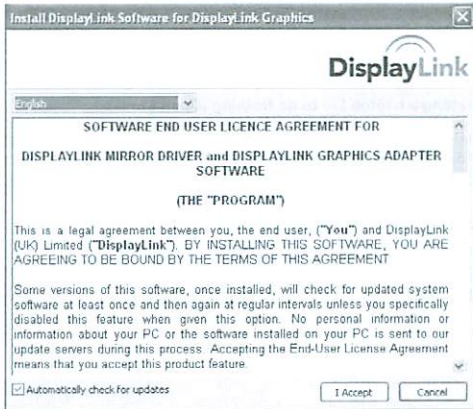 Install DisplayLink Software for DisplayLink Graphics
DisplayLink
English
SOFTWARE END USER LICENCE AGREEMENT FOR
DISPLAYLINK MIRROR DRIVER and DISPLAYLINK GRAPHICS ADAPTER
SOFTWARE
(THE "PROGRAM")
This is a legal agreement between you, the end user, ("You") and DisplayLink
(UK) Limited ("DisplayLink"). BY INSTALLING THIS SOFTWARE, YOU ARE
AGREEING TO BE BOUND BY THE TERMS OF THIS AGREEMENT
Some versions of this software, once installed, will check for updated system
software at least once and then again at regular intervals unless you specifically
disabled this feature when given this option. No personal information or
information about your PC or the software installed on your PC is sent to our
update servers during this process. Accepting the End-User License Agreement
means that you accept this product feature.
Automatically check for updates
I Accept
Cancel